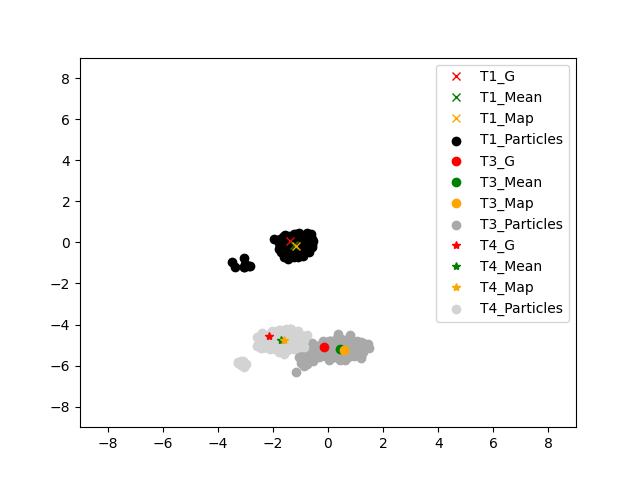 8
6
4
2
0
−2
−4
−6
−8
−8 −6 −4 −2 0 2 4 6 8
T1_G
T1_Mean
T1_Map
T1_Particles
T3_G
T3_Mean
T3_Map
T3_Particles
T4_G
T4_Mean
T4_Map
T4_Particles